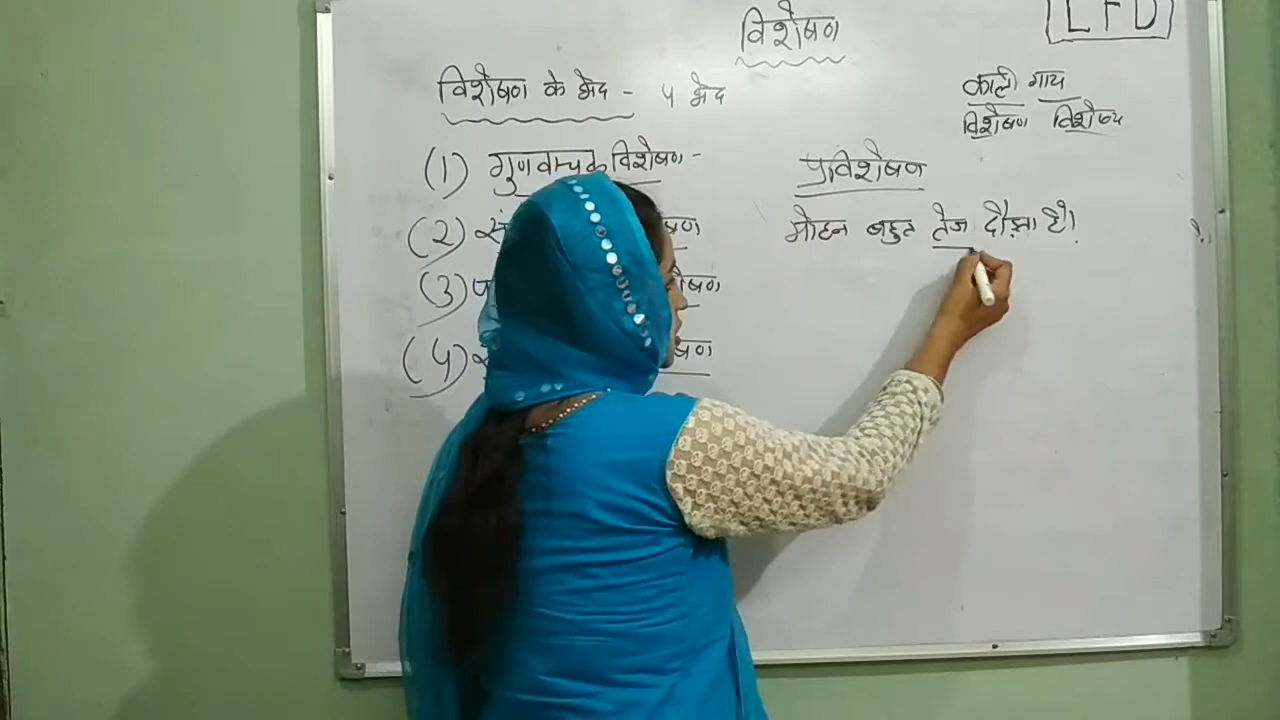 LFD
विशेषण
विशेषण के भेद - 4 भेद
काली गाय
विशेषण विशेष्य
(1) गुणवाचक विशेषण-
प्रविशेषण
(2)
मोहन बहुत तेज दौड़ता है।
(3)
(4)
है।